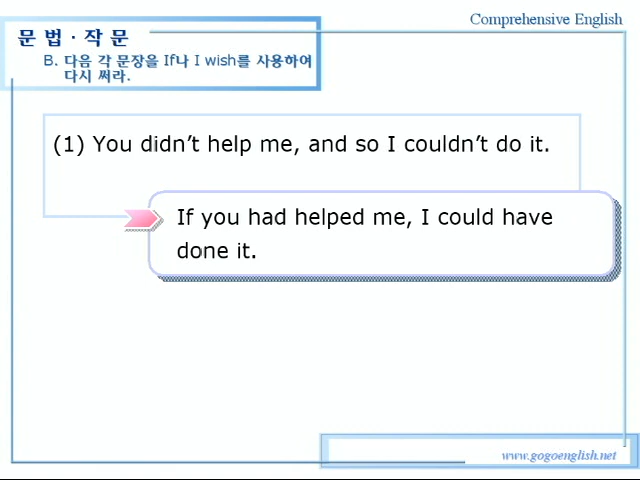 Comprehensive English
문 법 · 작 문
B. 다음 각 문장을 If나 I wish를 사용하여
다시 써라.
(1) You didn’t help me, and so I couldn’t do it.
If you had helped me, I could have
done it.
www.gogoenglish.net